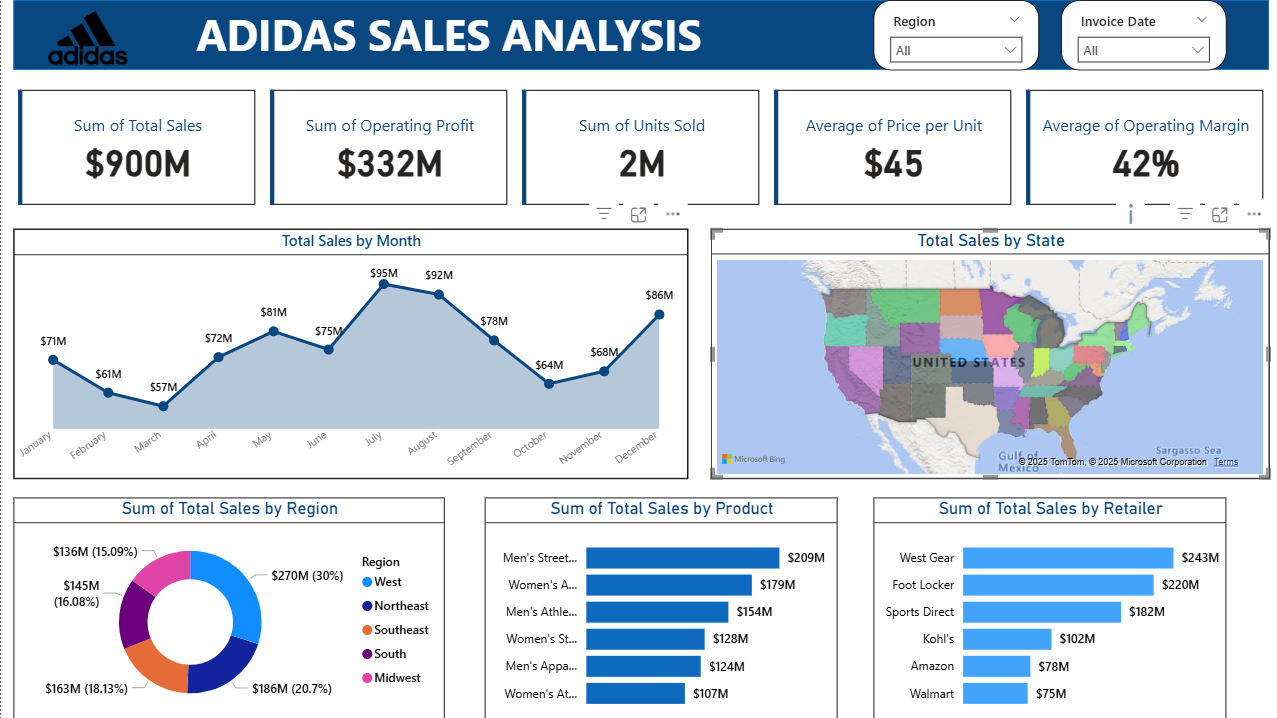 adidas
ADIDAS SALES ANALYSIS
Region
All
Invoice Date
All
Sum of Total Sales
$900M
Sum of Operating Profit
$332M
Sum of Units Sold
2M
Average of Price per Unit
$45
Average of Operating Margin
42%
Total Sales by Month
$71M
$61M
$57M
$72M
$81M
$75M
$95M
$92M
$78M
$64M
$68M
$86M
January
February
March
April
May
June
July
August
September
October
November
December
Total Sales by State
UNITED STATES
Gulf of
Mexico
Sargasso Sea
Microsoft Bing
© 2025 TomTom, © 2025 Microsoft Corporation Terms
Sum of Total Sales by Region
$136M (15.09%)
$145M
(16.08%)
$163M (18.13%)
$270M (30%)
$186M (20.7%)
Region
West
Northeast
Southeast
South
Midwest
Sum of Total Sales by Product
Men's Street... $209M
Women's A... $179M
Men's Athle... $154M
Women's St... $128M
Men's Appa... $124M
Women's At... $107M
Sum of Total Sales by Retailer
West Gear $243M
Foot Locker $220M
Sports Direct $182M
Kohl's $102M
Amazon $78M
Walmart $75M